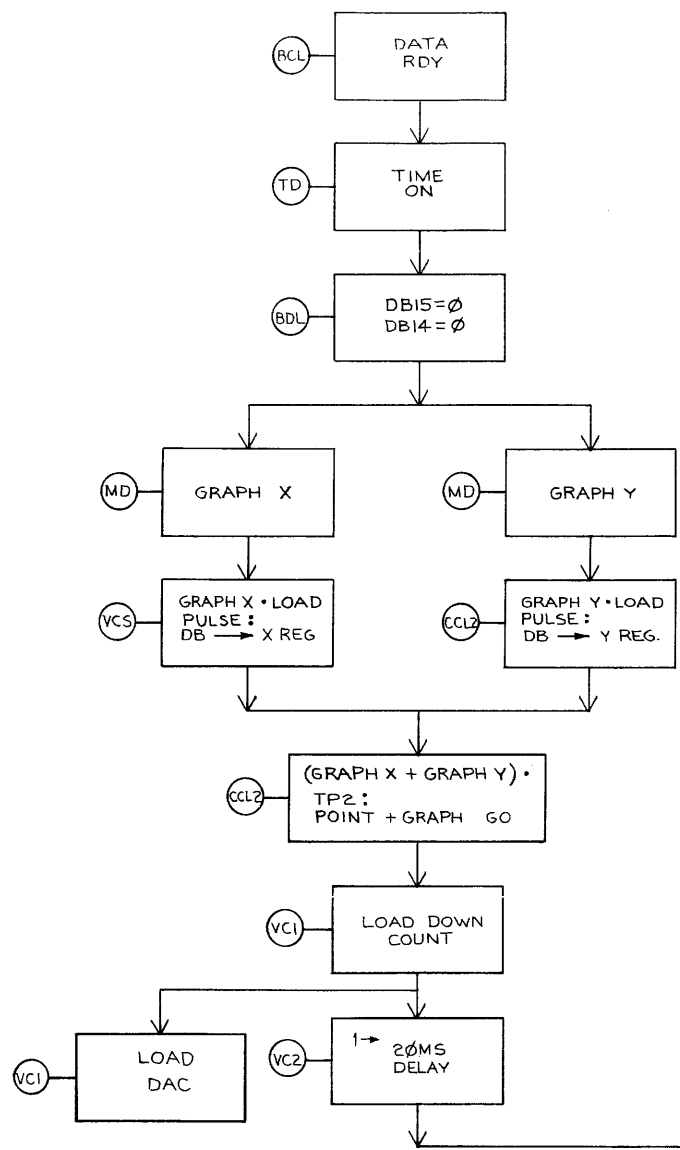 BCL
DATA
RDY
TD
TIME
ON
BDL
DB15=Ø
DB14=Ø
MD
GRAPH X
MD
GRAPH Y
VCS
GRAPH X • LOAD
PULSE:
DB → X REG
CCL2
GRAPH Y • LOAD
PULSE:
DB → Y REG.
CCL2
(GRAPH X + GRAPH Y) •
TP2:
POINT + GRAPH GO
VC1
LOAD DOWN
COUNT
VC1
LOAD
DAC
VC2
1→
2ØMS
DELAY